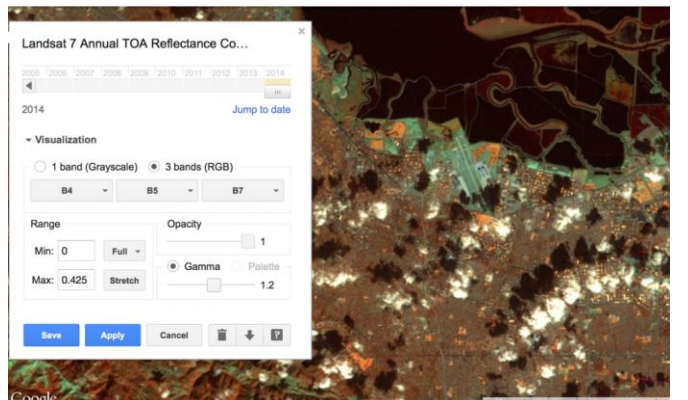 Landsat 7 Annual TOA Reflectance Co...
2005 2006 2007 2008 2009 2010 2011 2012 2013 2014
2014 Jump to date
Visualization
1 band (Grayscale) 3 bands (RGB)
B4 B5 B7
Range Opacity
Min: 0 Full 1
Gamma Palette
Max: 0.425 Stretch 1.2
Save Apply Cancel ?
Google